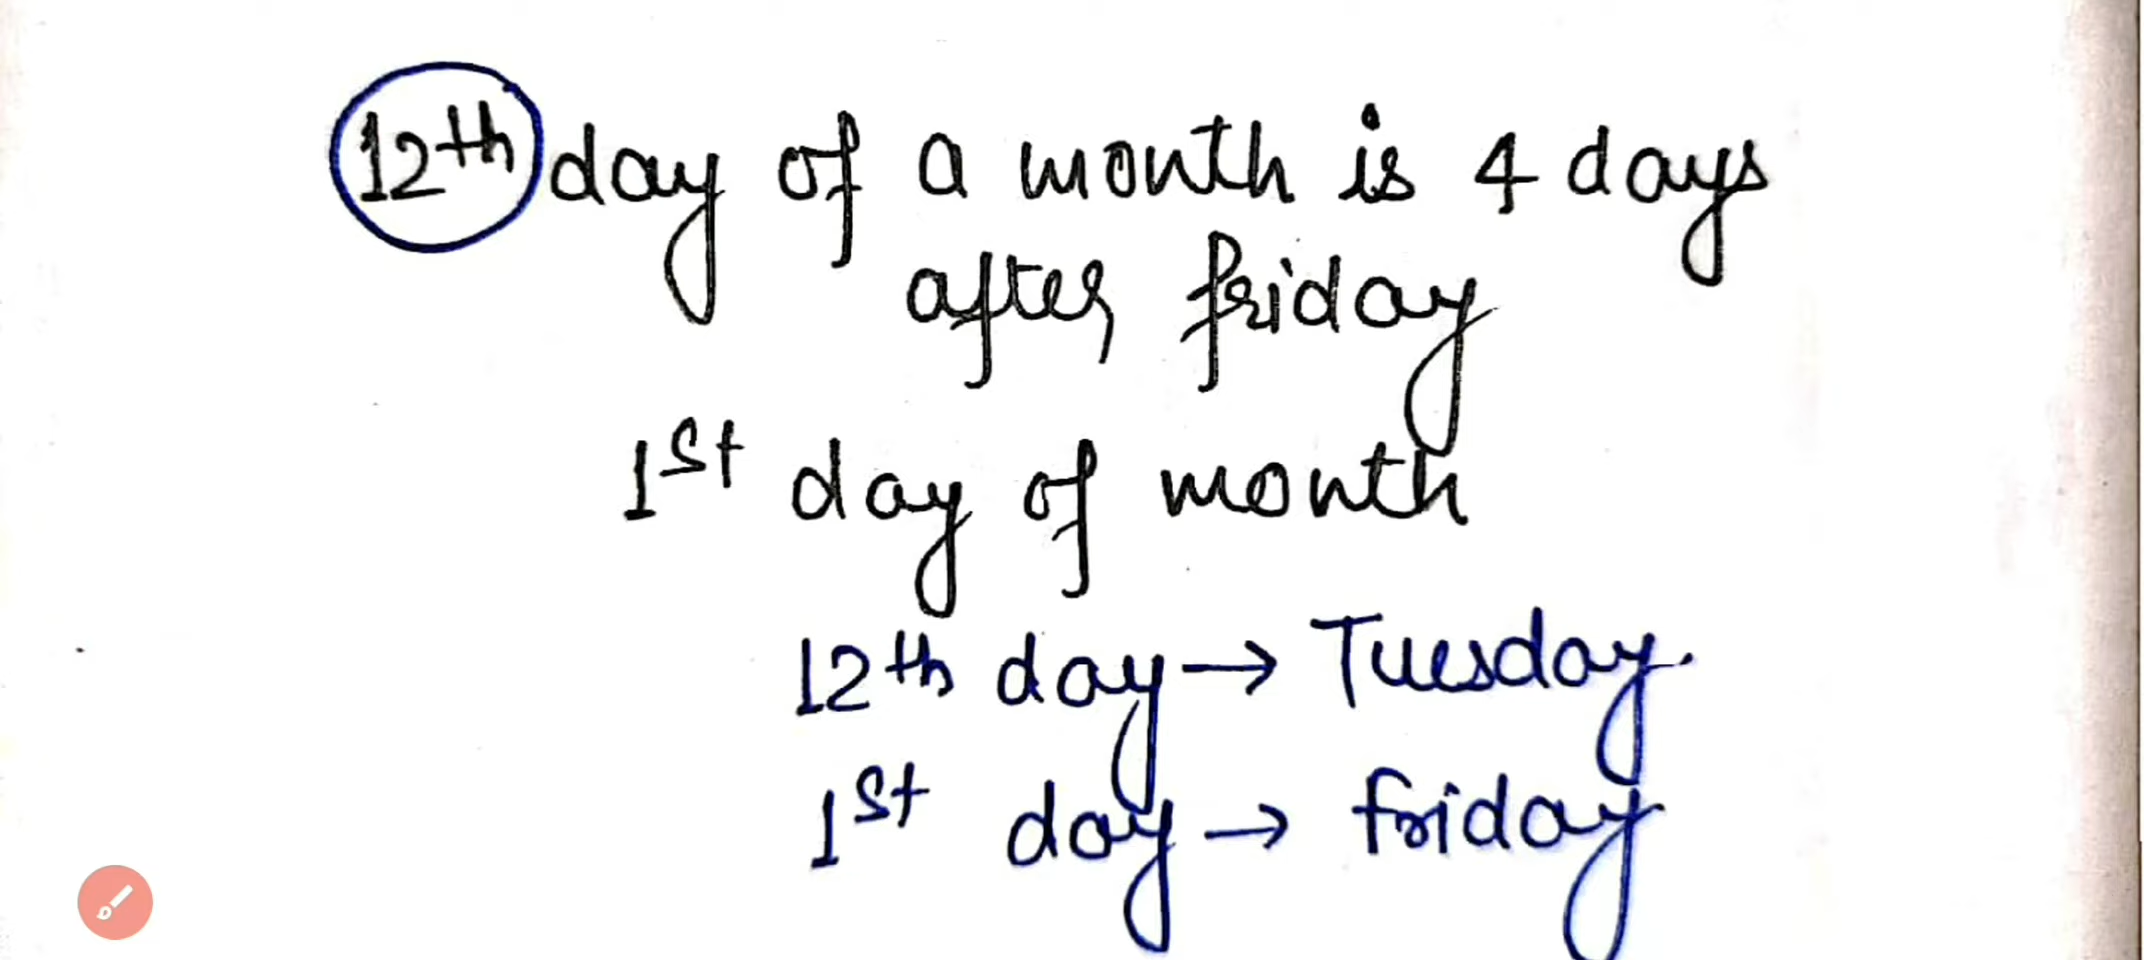 12th day of a month is 4 days
after friday
1st day of month
12th day → Tuesday.
1st day → friday